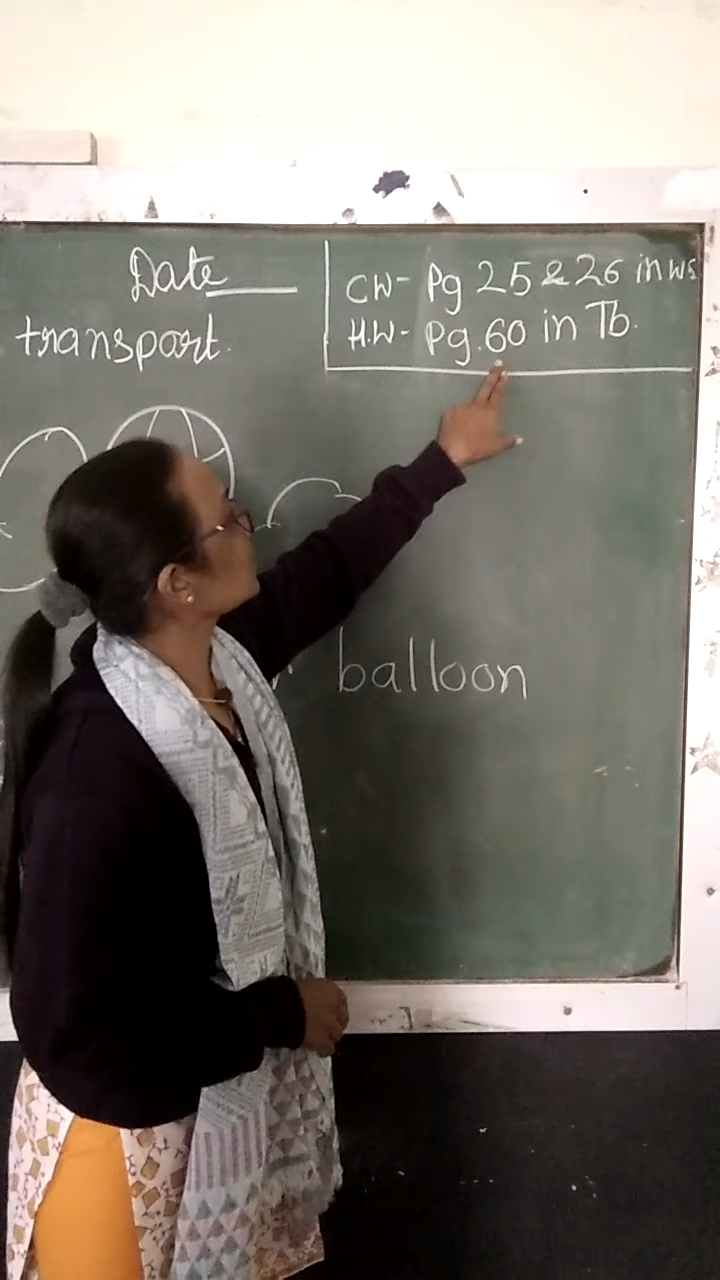 Date
transport.
CW- Pg 25 & 26 in ws
H.W- Pg.60 in Tb.
balloon